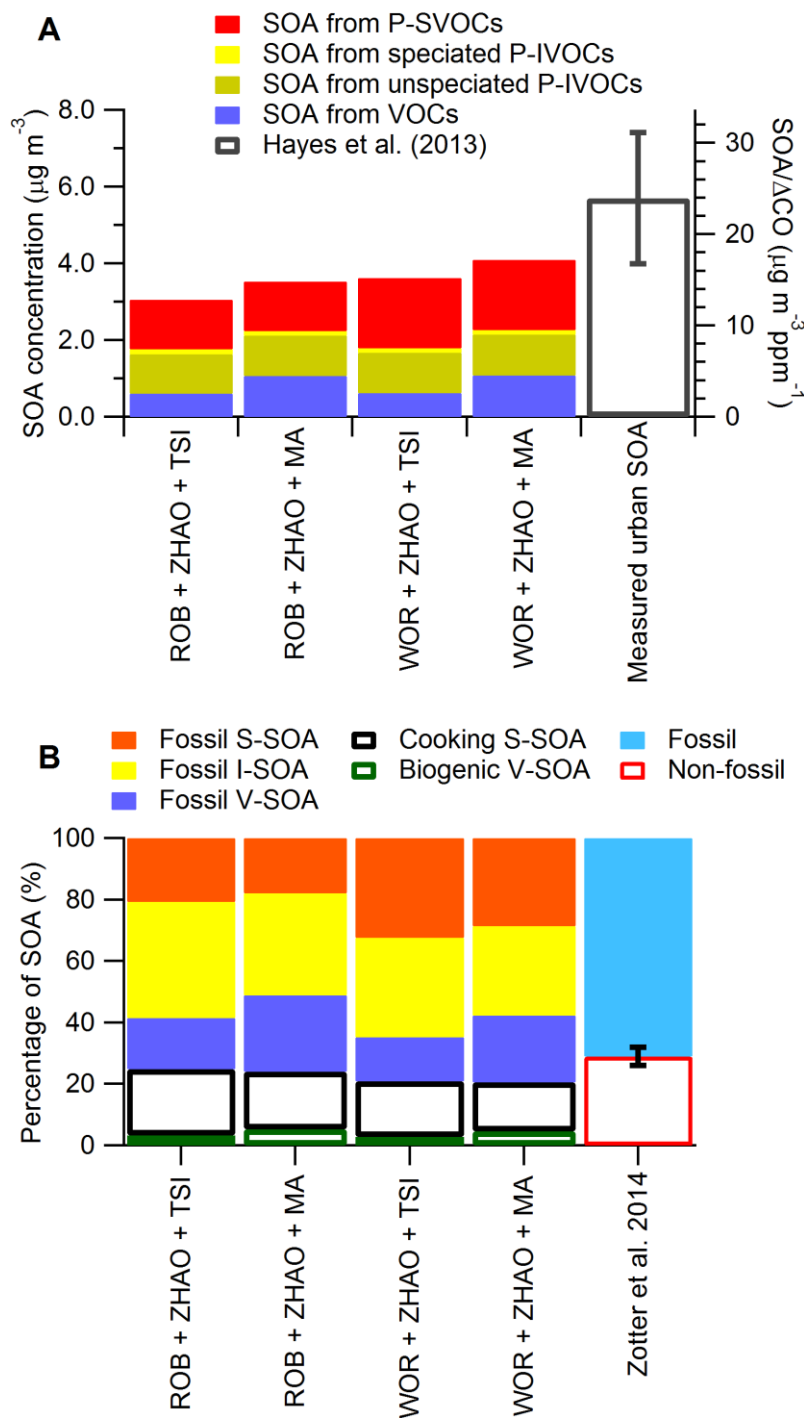 A
SOA from P-SVOCs
SOA from speciated P-IVOCs
SOA from unspeciated P-IVOCs
SOA from VOCs
Hayes et al. (2013)
SOA concentration (μg m⁻³)
8.0
6.0
4.0
2.0
0.0
30
20
10
0
SOA/ΔCO (μg m⁻³ ppm⁻¹)
ROB + ZHAO + TSI
ROB + ZHAO + MA
WOR + ZHAO + TSI
WOR + ZHAO + MA
Measured urban SOA
B
Fossil S-SOA
Fossil I-SOA
Fossil V-SOA
Cooking S-SOA
Biogenic V-SOA
Fossil
Non-fossil
Percentage of SOA (%)
100
80
60
40
20
0
ROB + ZHAO + TSI
ROB + ZHAO + MA
WOR + ZHAO + TSI
WOR + ZHAO + MA
Zotter et al. 2014